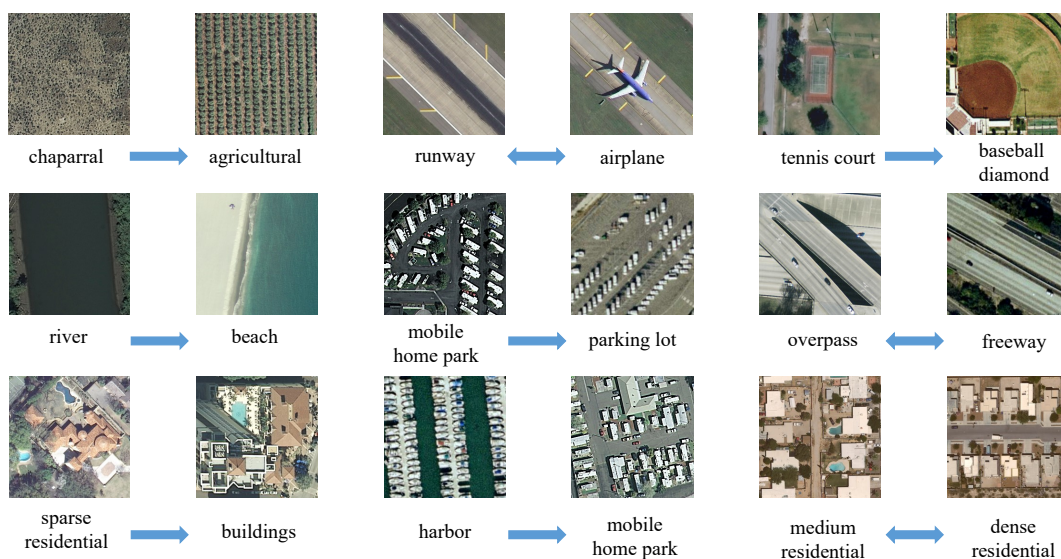 chaparral
agricultural
runway
airplane
tennis court
baseball
diamond
river
beach
mobile
home park
parking lot
overpass
freeway
sparse
residential
buildings
harbor
mobile
home park
medium
residential
dense
residential